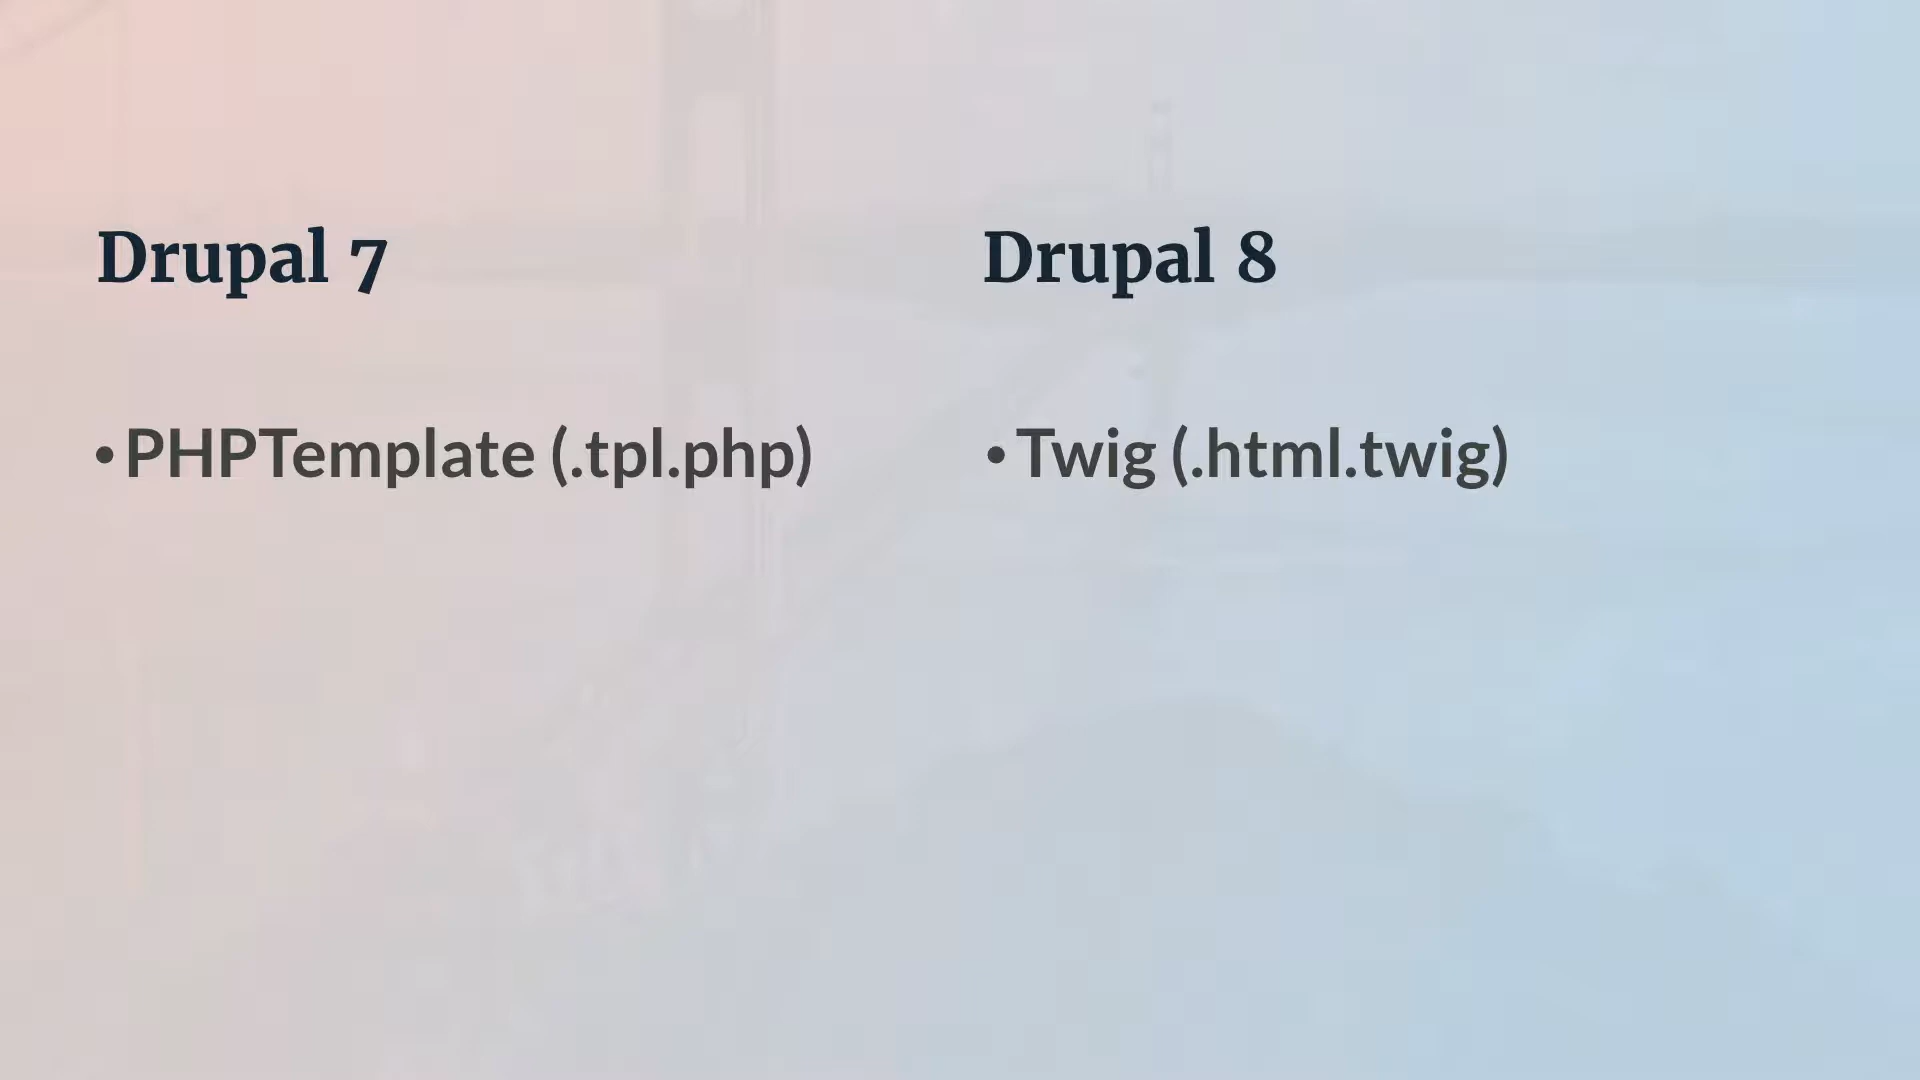 Drupal 7
• PHPTemplate (.tpl.php)
Drupal 8
• Twig (.html.twig)